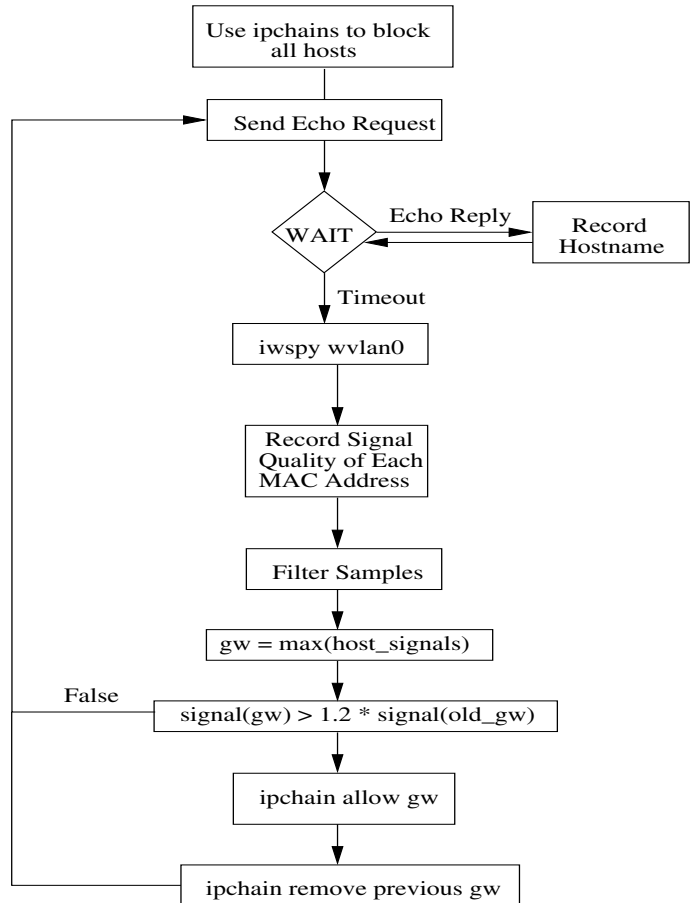 Use ipchains to block
all hosts
Send Echo Request
WAIT
Echo Reply
Record
Hostname
Timeout
iwspy wvlan0
Record Signal
Quality of Each
MAC Address
Filter Samples
gw = max(host_signals)
False
signal(gw) > 1.2 * signal(old_gw)
ipchain allow gw
ipchain remove previous gw